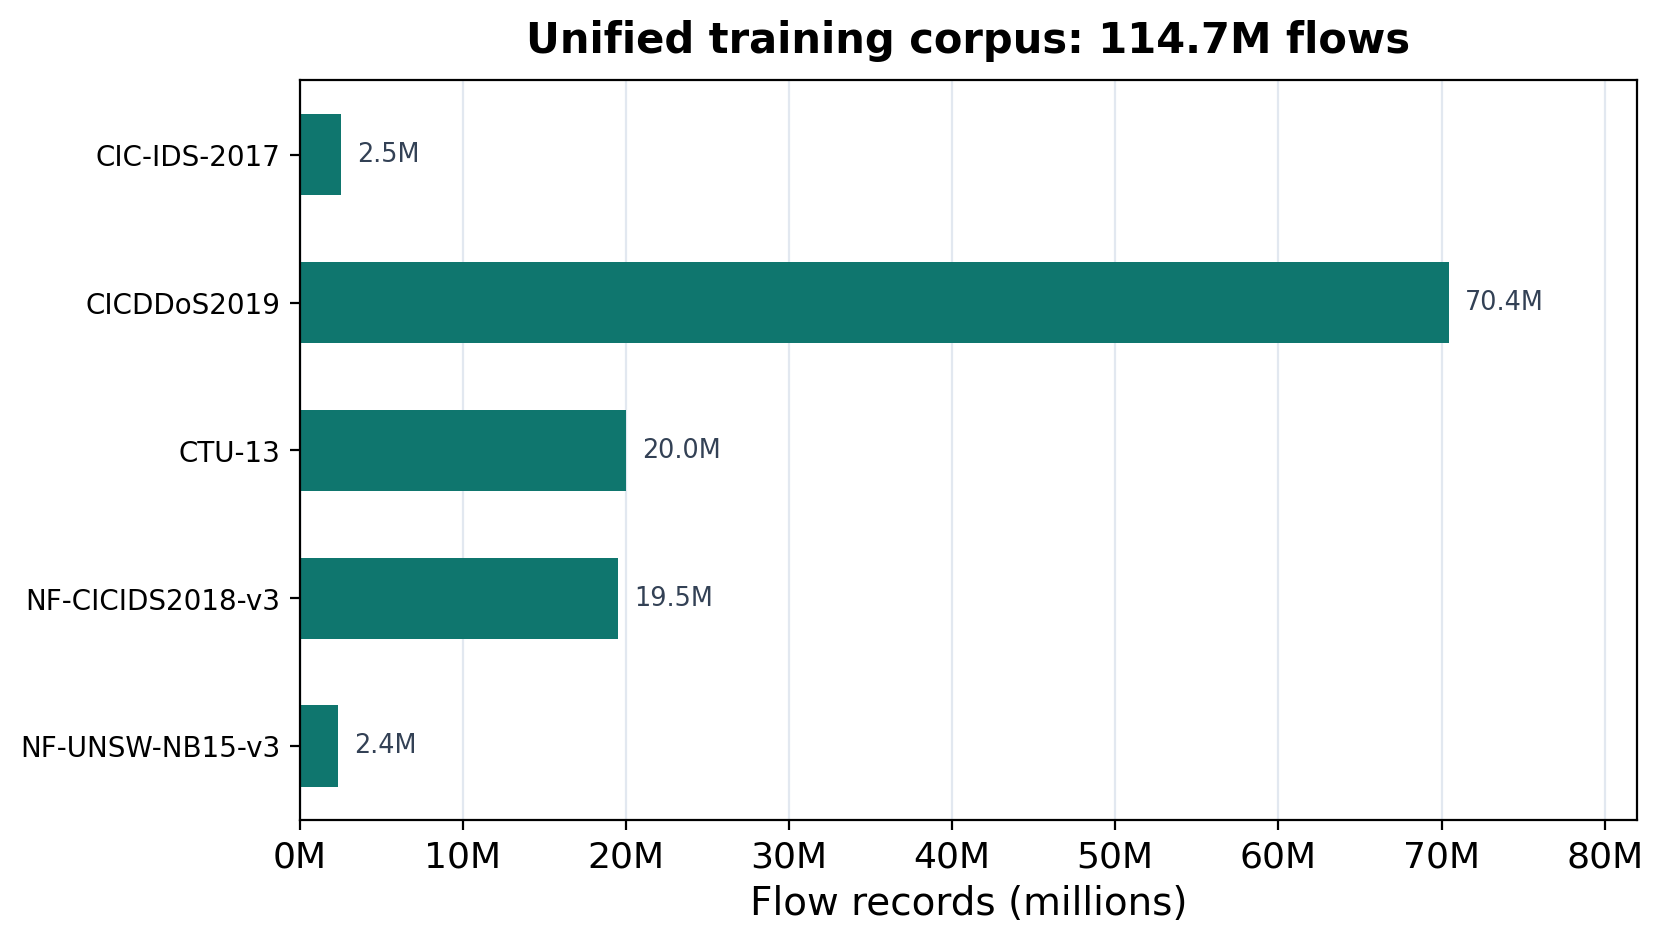 Unified training corpus: 114.7M flows
CIC-IDS-2017
2.5M
CICDDoS2019
70.4M
CTU-13
20.0M
NF-CICIDS2018-v3
19.5M
NF-UNSW-NB15-v3
2.4M
0M 10M 20M 30M 40M 50M 60M 70M 80M
Flow records (millions)